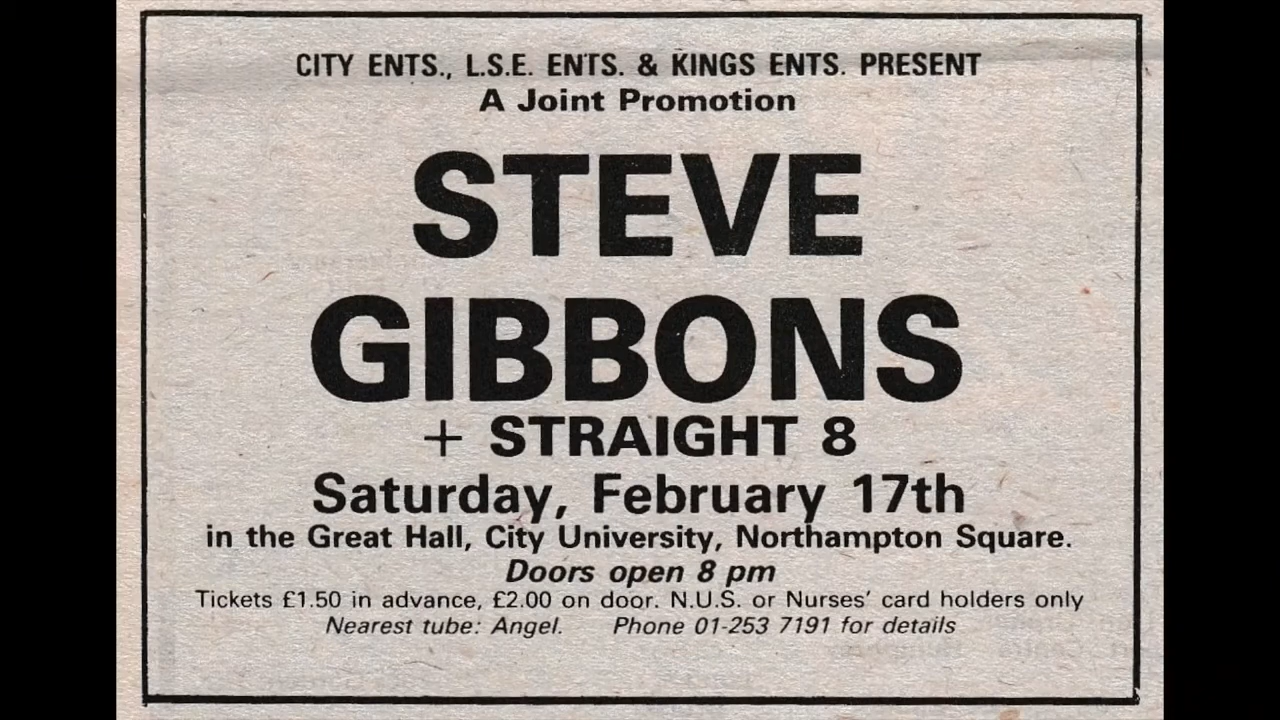 CITY ENTS., L.S.E. ENTS. & KINGS ENTS. PRESENT
A Joint Promotion
STEVE
GIBBONS
+ STRAIGHT 8
Saturday, February 17th
in the Great Hall, City University, Northampton Square.
Doors open 8 pm
Tickets £1.50 in advance, £2.00 on door. N.U.S. or Nurses' card holders only
Nearest tube: Angel. Phone 01-253 7191 for details